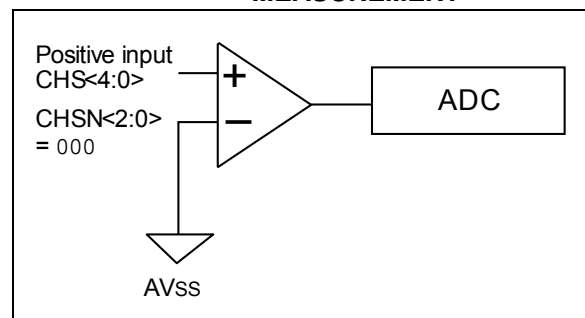 MEASUREMENT
Positive input
CHS<4:0>
CHSN<2:0>
= 000
+
–
ADC
AVSS